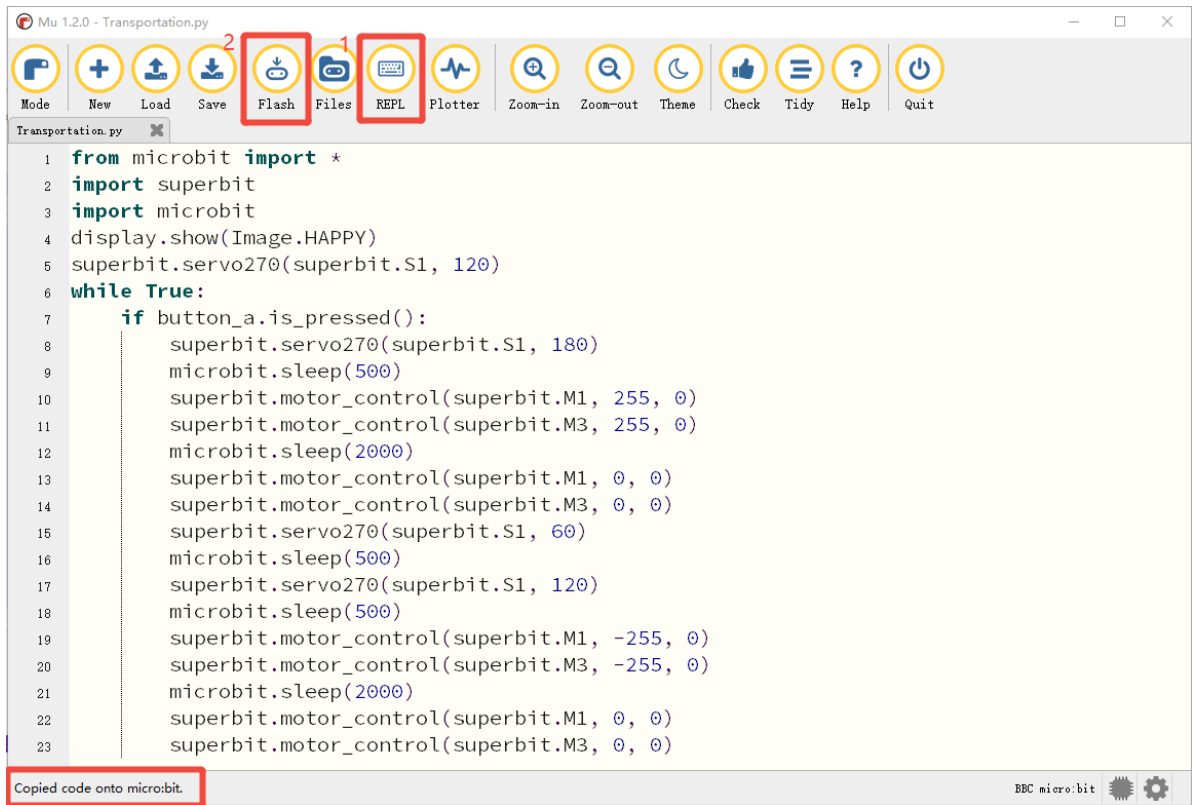 Mu 1.2.0 - Transportation.py
2 1
Mode New Load Save Flash Files REPL Plotter Zoom-in Zoom-out Theme Check Tidy Help Quit
Transportation.py
1 from microbit import *
2 import superbit
3 import microbit
4 display.show(Image.HAPPY)
5 superbit.servo270(superbit.S1, 120)
6 while True:
7 if button_a.is_pressed():
8 superbit.servo270(superbit.S1, 180)
9 microbit.sleep(500)
10 superbit.motor_control(superbit.M1, 255, 0)
11 superbit.motor_control(superbit.M3, 255, 0)
12 microbit.sleep(2000)
13 superbit.motor_control(superbit.M1, 0, 0)
14 superbit.motor_control(superbit.M3, 0, 0)
15 superbit.servo270(superbit.S1, 60)
16 microbit.sleep(500)
17 superbit.servo270(superbit.S1, 120)
18 microbit.sleep(500)
19 superbit.motor_control(superbit.M1, -255, 0)
20 superbit.motor_control(superbit.M3, -255, 0)
21 microbit.sleep(2000)
22 superbit.motor_control(superbit.M1, 0, 0)
23 superbit.motor_control(superbit.M3, 0, 0)
Copied code onto micro:bit. BBC micro:bit